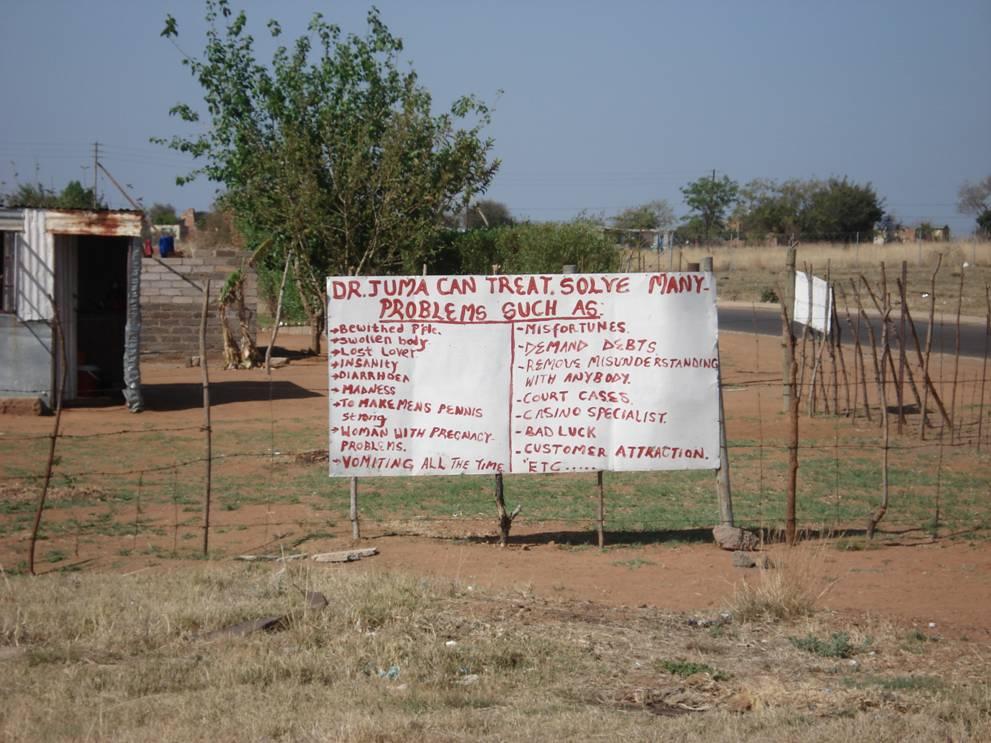 DR. JUMA CAN TREAT. SOLVE MANY-
PROBLEMS SUCH AS:
→Bewithed Pple.
→Swollen body
→Lost Lover
→INSANITY
→DIARRHOEA
→MADNESS
→TO MAKE MENS PENNIS
strong
→WOMAN WITH PREGNACY-
PROBLEMS.
→VOMITING ALL THE TIME
-MISFORTUNES.
-DEMAND DEBTS
-REMOVE MISUNDERSTANDING
WITH ANYBODY.
-COURT CASES.
-CASINO SPECIALIST.
-BAD LUCK
-CUSTOMER ATTRACTION.
"ETC.....